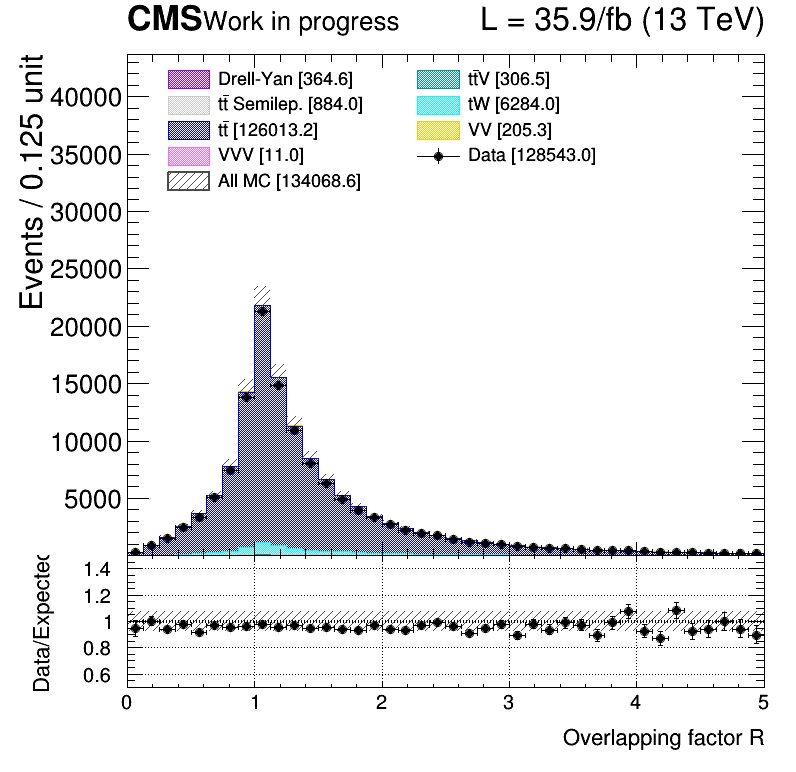 CMS Work in progress L = 35.9/fb (13 TeV)
Events / 0.125 unit
40000
35000
30000
25000
20000
15000
10000
5000
Drell-Yan [364.6]
tt̄ Semilep. [884.0]
tt̄ [126013.2]
VVV [11.0]
All MC [134068.6]
tt̄V [306.5]
tW [6284.0]
VV [205.3]
Data [128543.0]
Data/Expected
1.4
1.2
1
0.8
0.6
0 1 2 3 4 5
Overlapping factor R